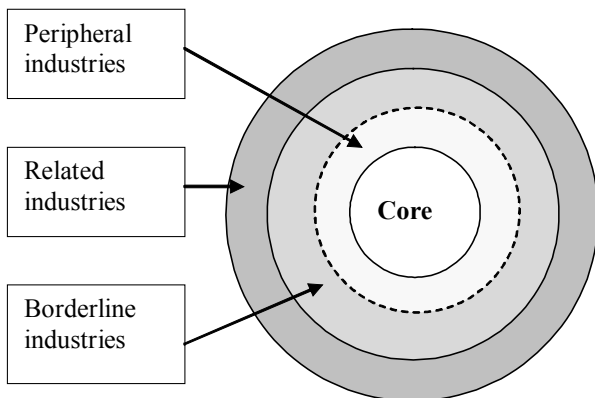 Peripheral
industries
Related
industries
Core
Borderline
industries